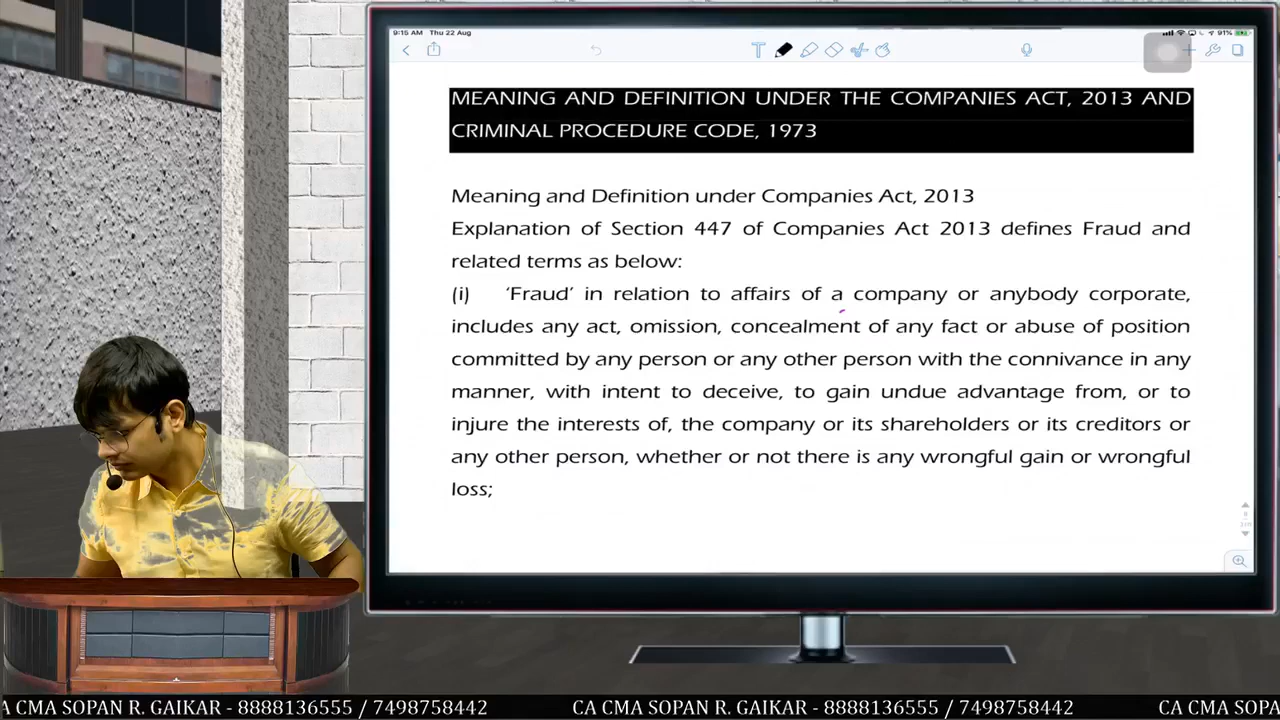 9:15 AM Thu 22 Aug
91%
T
MEANING AND DEFINITION UNDER THE COMPANIES ACT, 2013 AND
CRIMINAL PROCEDURE CODE, 1973
Meaning and Definition under Companies Act, 2013
Explanation of Section 447 of Companies Act 2013 defines Fraud and
related terms as below:
(i) ‘Fraud’ in relation to affairs of a company or anybody corporate,
includes any act, omission, concealment of any fact or abuse of position
committed by any person or any other person with the connivance in any
manner, with intent to deceive, to gain undue advantage from, or to
injure the interests of, the company or its shareholders or its creditors or
any other person, whether or not there is any wrongful gain or wrongful
loss;
A CMA SOPAN R. GAIKAR - 8888136555 / 7498758442 CA CMA SOPAN R. GAIKAR - 8888136555 / 7498758442 CA CMA SOPA